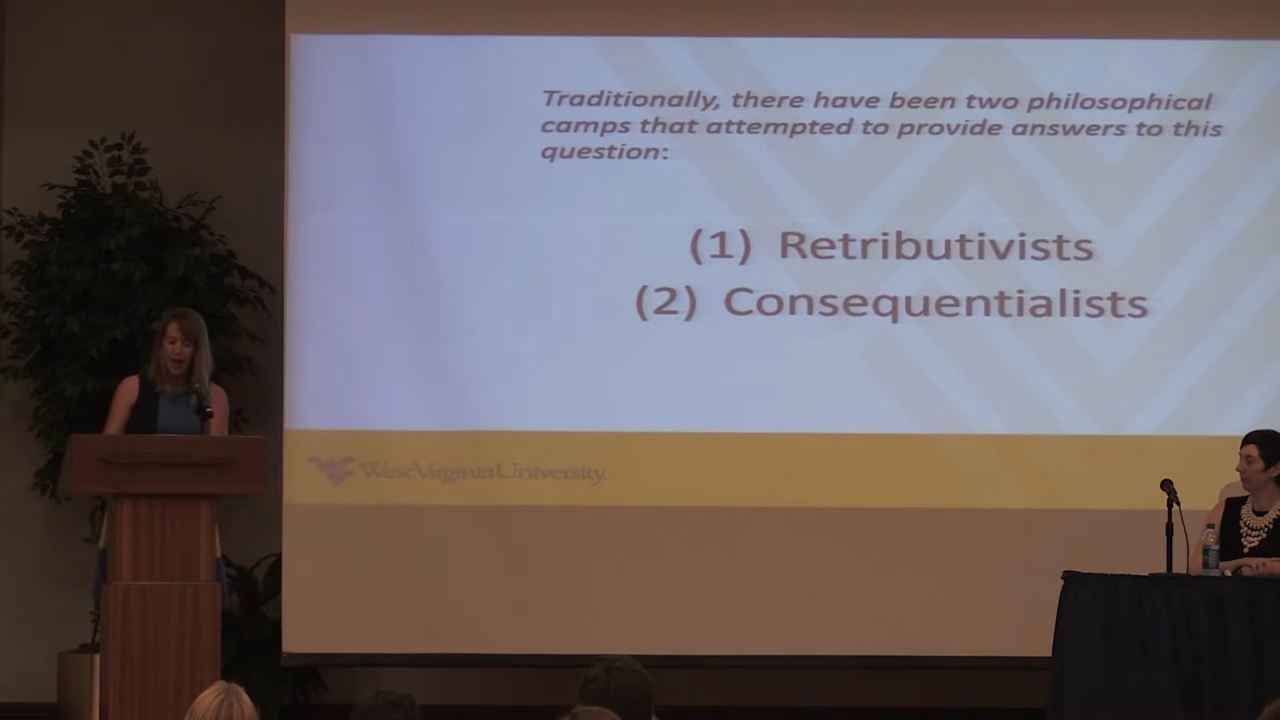 Traditionally, there have been two philosophical
camps that attempted to provide answers to this
question:
(1) Retributivists
(2) Consequentialists
West Virginia University.